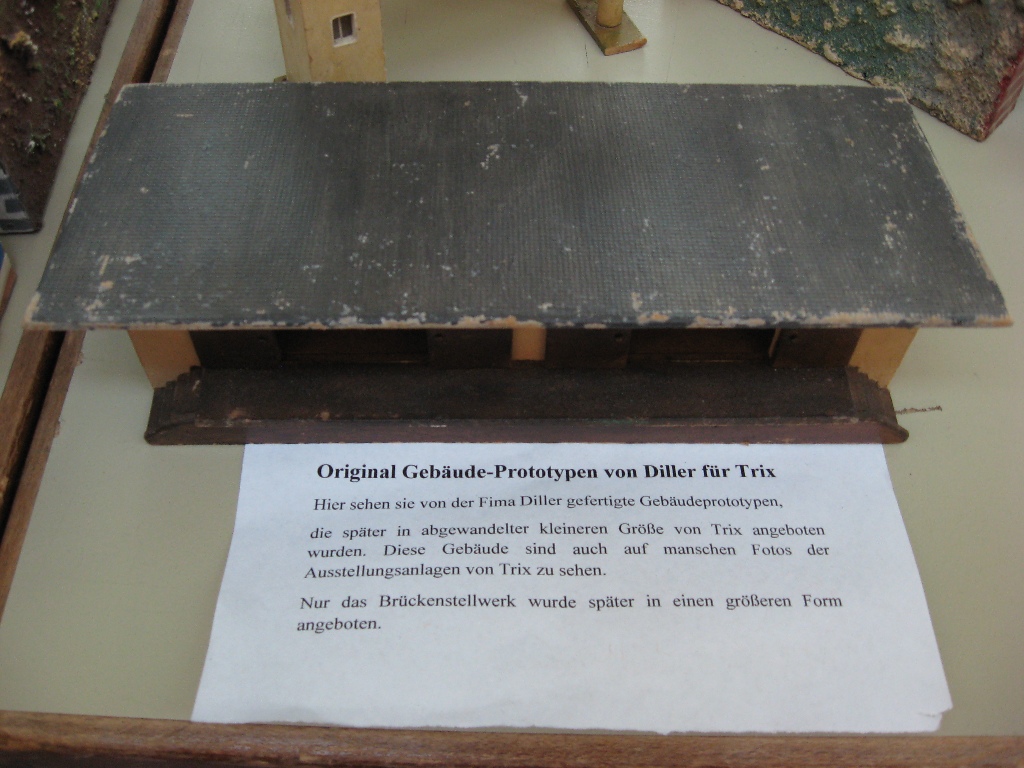 Original Gebäude-Prototypen von Diller für Trix
Hier sehen sie von der Fima Diller gefertigte Gebäudeprototypen,
die später in abgewandelter kleineren Größe von Trix angeboten
wurden. Diese Gebäude sind auch auf manschen Fotos der
Ausstellungsanlagen von Trix zu sehen.
Nur das Brückenstellwerk wurde später in einen größeren Form
angeboten.